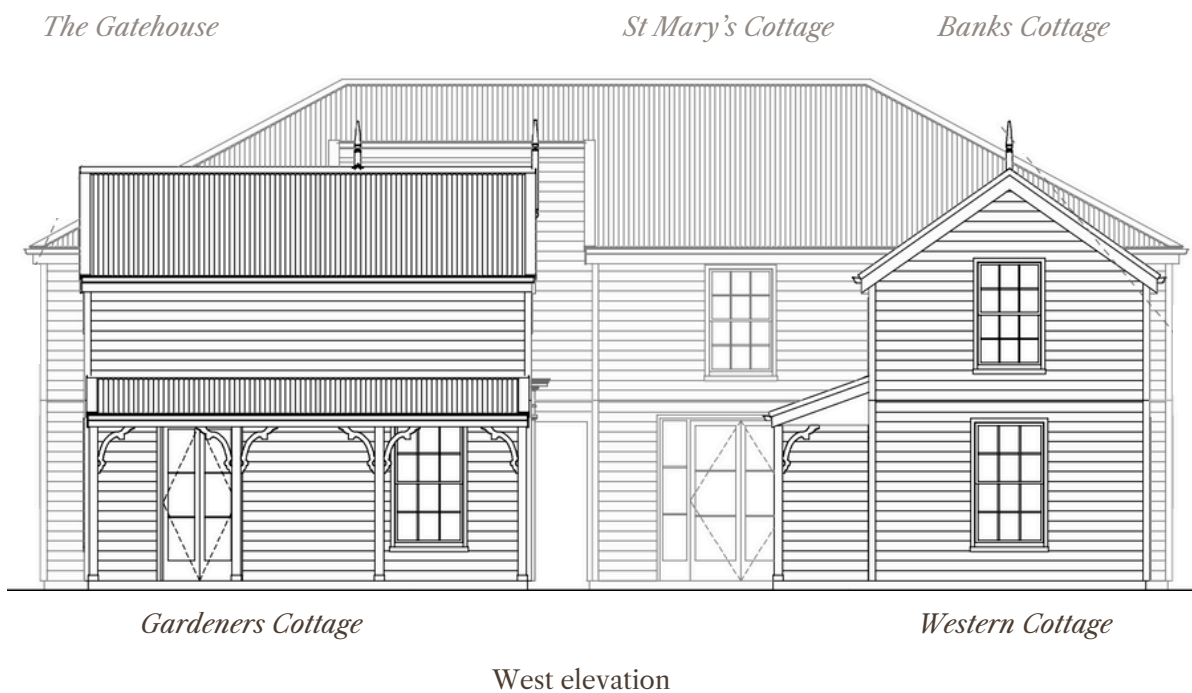 The Gatehouse St Mary’s Cottage Banks Cottage
Gardeners Cottage Western Cottage
West elevation